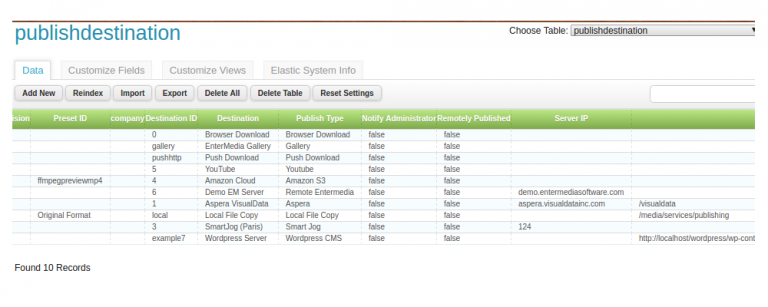 publishdestination
Choose Table: publishdestination
Data Customize Fields Customize Views Elastic System Info
Add New Reindex Import Export Delete All Delete Table Reset Settings
ision Preset ID company Destination ID Destination Publish Type Notify Administrator Remotely Published Server IP
0 Browser Download Browser Download false false
gallery EnterMedia Gallery Gallery false false
pushhttp Push Download Push Download false false
5 YouTube Youtube false false
ffmpegpreviewmp4 4 Amazon Cloud Amazon S3 false false
6 Demo EM Server Remote Entermedia false false demo.entermediasoftware.com
1 Aspera VisualData Aspera false false aspera.visualdatainc.com /visualdata
Original Format local Local File Copy Local File Copy false false /media/services/publishing
3 SmartJog (Paris) Smart Jog false false 124
example7 Wordpress Server Wordpress CMS false false http://localhost/wordpress/wp-cont
Found 10 Records